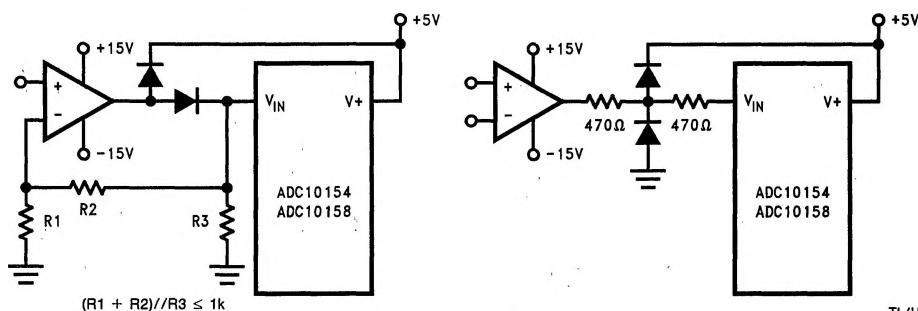 +5V
+15V
+
−
−15V
R1
R2
R3
VIN
V+
ADC10154
ADC10158
(R1 + R2)//R3 ≤ 1k
+5V
+15V
+
−
−15V
470Ω
470Ω
VIN
V+
ADC10154
ADC10158